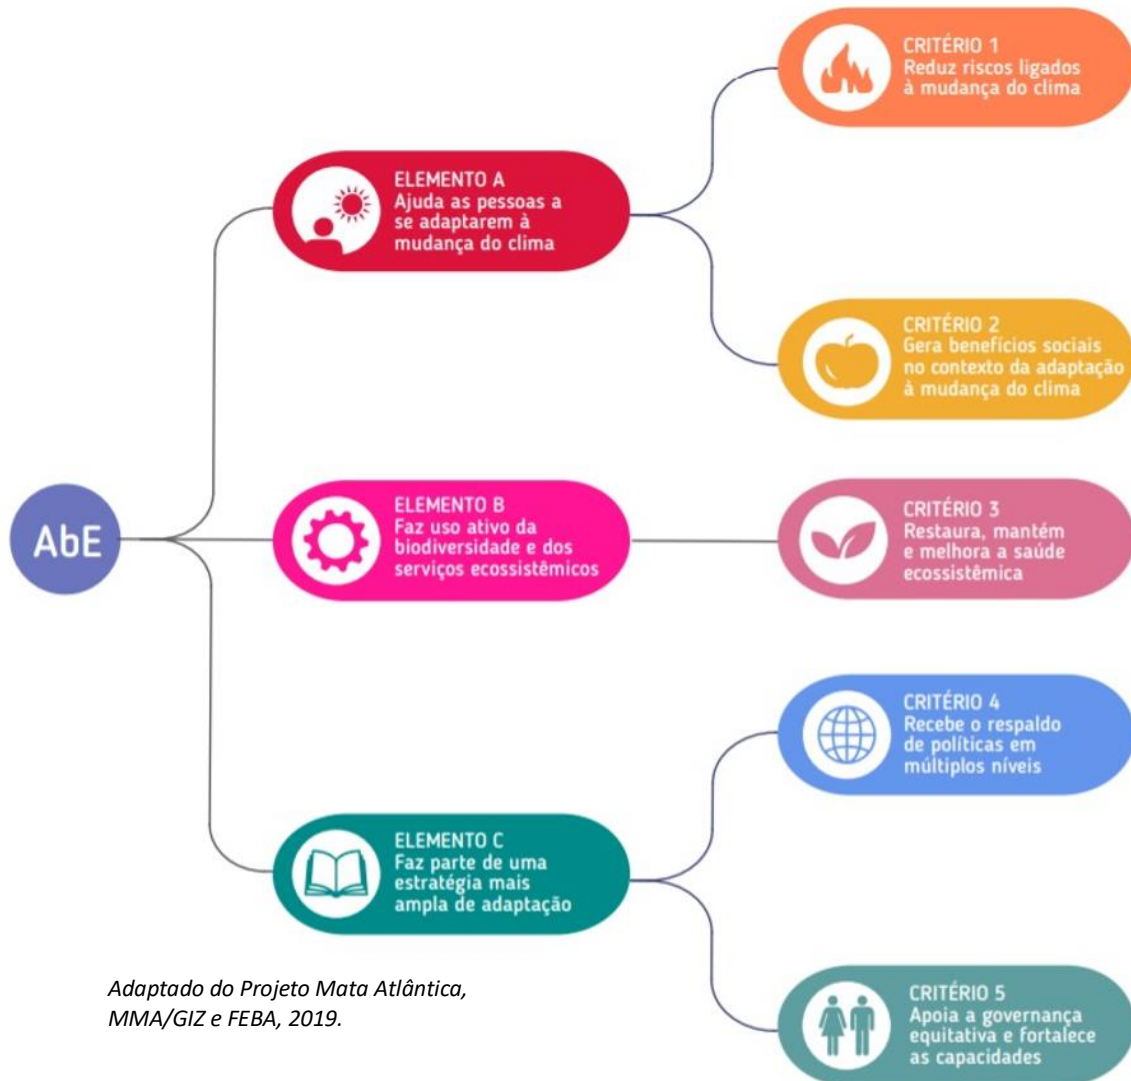 CRITÉRIO 1
Reduz riscos ligados
à mudança do clima
ELEMENTO A
Ajuda as pessoas a
se adaptarem à
mudança do clima
CRITÉRIO 2
Gera benefícios sociais
no contexto da adaptação
à mudança do clima
AbE
ELEMENTO B
Faz uso ativo da
biodiversidade e dos
serviços ecossistêmicos
CRITÉRIO 3
Restaura, mantém
e melhora a saúde
ecossistêmica
CRITÉRIO 4
Recebe o respaldo
de políticas em
múltiplos níveis
ELEMENTO C
Faz parte de uma
estratégia mais
ampla de adaptação
CRITÉRIO 5
Apoia a governança
equitativa e fortalece
as capacidades
Adaptado do Projeto Mata Atlântica,
MMA/GIZ e FEBA, 2019.